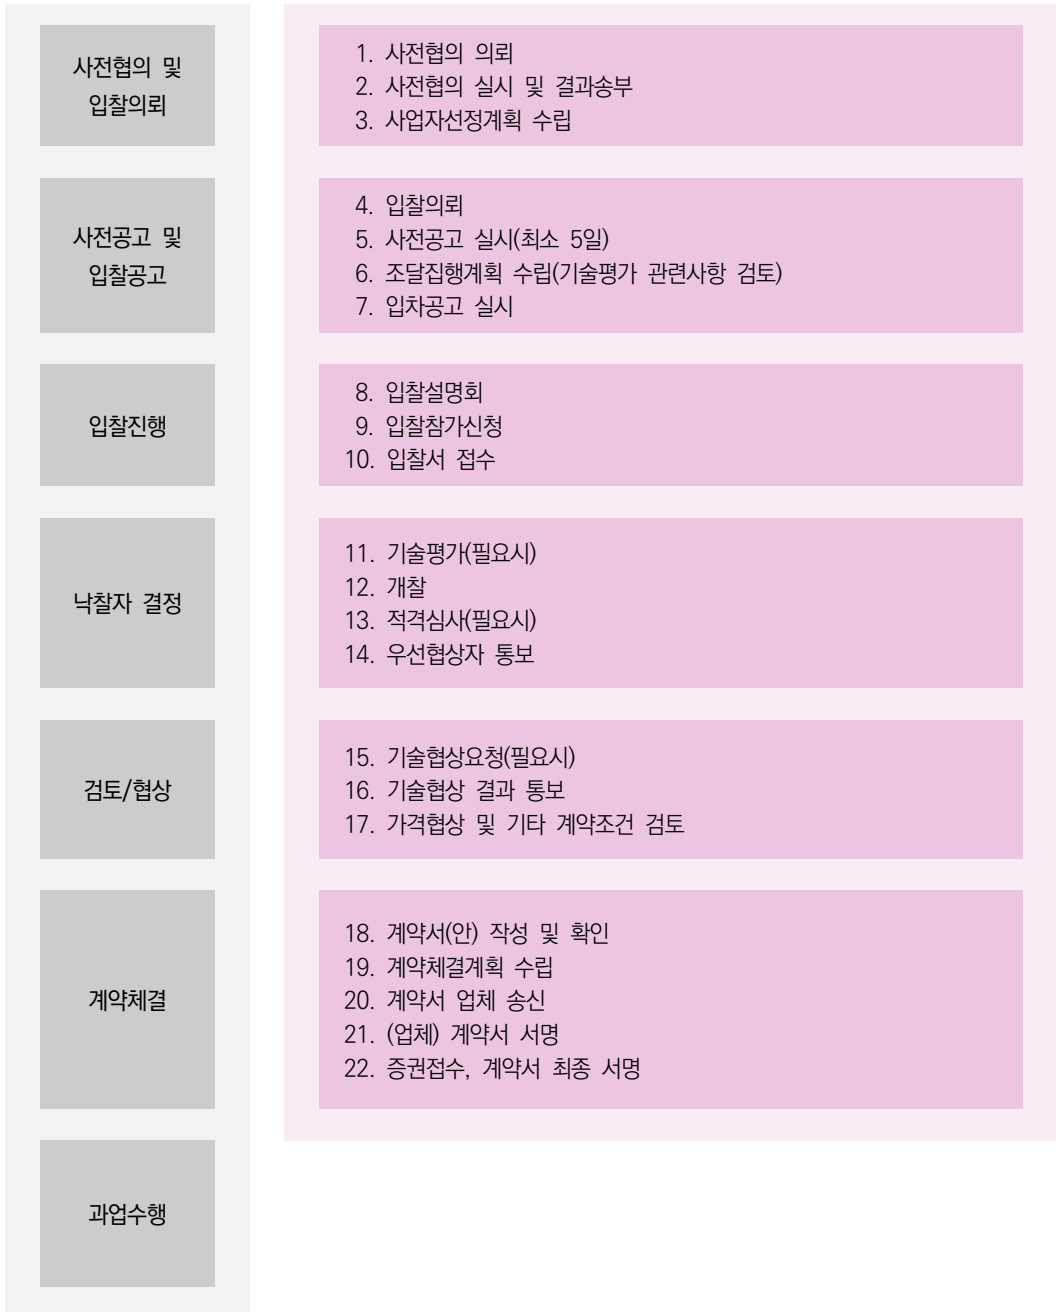 사전협의 및
입찰의뢰
1. 사전협의 의뢰
2. 사전협의 실시 및 결과송부
3. 사업자선정계획 수립
사전공고 및
입찰공고
4. 입찰의뢰
5. 사전공고 실시(최소 5일)
6. 조달집행계획 수립(기술평가 관련사항 검토)
7. 입차공고 실시
입찰진행
8. 입찰설명회
9. 입찰참가신청
10. 입찰서 접수
낙찰자 결정
11. 기술평가(필요시)
12. 개찰
13. 적격심사(필요시)
14. 우선협상자 통보
검토/협상
15. 기술협상요청(필요시)
16. 기술협상 결과 통보
17. 가격협상 및 기타 계약조건 검토
계약체결
18. 계약서(안) 작성 및 확인
19. 계약체결계획 수립
20. 계약서 업체 송신
21. (업체) 계약서 서명
22. 증권접수, 계약서 최종 서명
과업수행